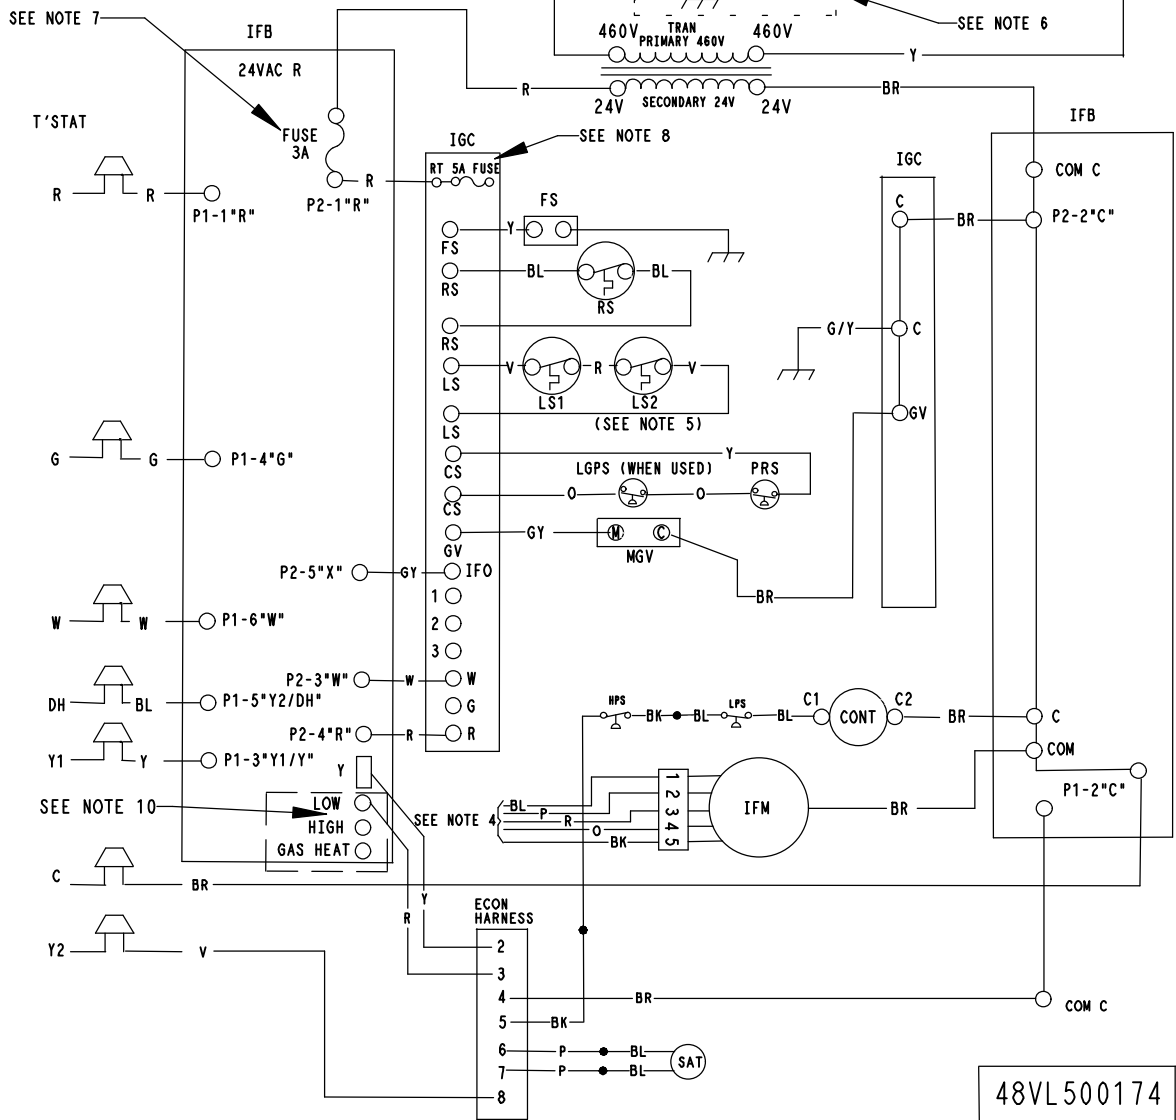 SEE NOTE 7
SEE NOTE 6
460V
TRAN
PRIMARY 460V
460V
Y
R
24V
SECONDARY 24V
24V
BR
IFB
24VAC R
FUSE
3A
P2-1"R"
R
T'STAT
R
R
P1-1"R"
IGC
RT 5A FUSE
SEE NOTE 8
FS
Y
FS
RS
BL
BL
RS
RS
LS
V
R
V
LS1
LS2
(SEE NOTE 5)
LS
CS
Y
LGPS (WHEN USED)
PRS
CS
O
O
GV
GY
M
C
MGV
BR
IGC
C
BR
G/Y
C
GV
IFB
COM C
P2-2"C"
G
G
P1-4"G"
P2-5"X"
GY
IFO
1
2
3
W
W
P1-6"W"
P2-3"W"
W
W
G
DH
BL
P1-5"Y2/DH"
P2-4"R"
R
R
Y1
Y
P1-3"Y1/Y"
Y
SEE NOTE 10
LOW
HIGH
GAS HEAT
HPS
BK
BL
LPS
BL
C1
CONT
C2
BR
C
COM
P1-2"C"
SEE NOTE 4
BL
P
R
O
BK
1
2
3
4
5
IFM
BR
C
BR
Y
R
Y2
V
ECON
HARNESS
2
3
4
BR
COM C
5
BK
6
P
BL
SAT
7
P
BL
8
48VL500174